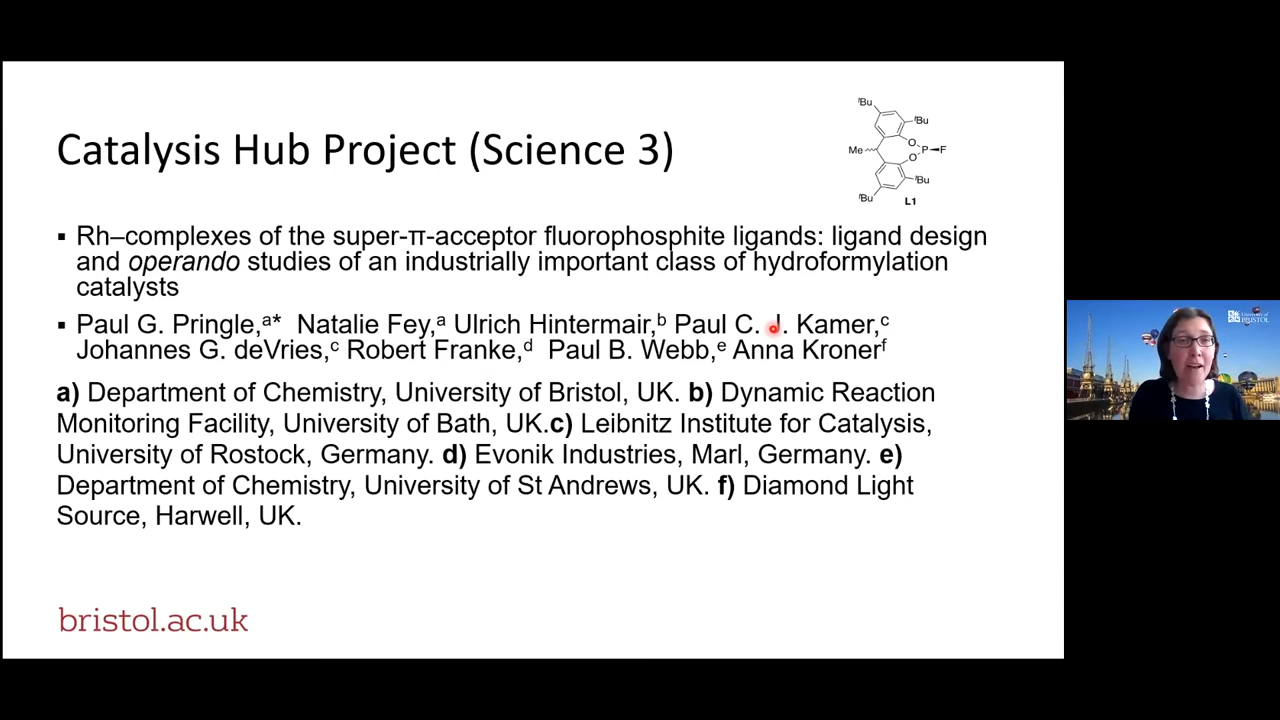 Catalysis Hub Project (Science 3)
ᵗBu
ᵗBu
O
Me
P
F
O
ᵗBu
ᵗBu
L1
▪ Rh–complexes of the super-π-acceptor fluorophosphite ligands: ligand design
and operando studies of an industrially important class of hydroformylation
catalysts
▪ Paul G. Pringle,ᵃ* Natalie Fey,ᵃ Ulrich Hintermair,ᵇ Paul C. J. Kamer,ᶜ
Johannes G. deVries,ᶜ Robert Franke,ᵈ Paul B. Webb,ᵉ Anna Kronerᶠ
a) Department of Chemistry, University of Bristol, UK. b) Dynamic Reaction
Monitoring Facility, University of Bath, UK.c) Leibnitz Institute for Catalysis,
University of Rostock, Germany. d) Evonik Industries, Marl, Germany. e)
Department of Chemistry, University of St Andrews, UK. f) Diamond Light
Source, Harwell, UK.
bristol.ac.uk
University of
BRISTOL